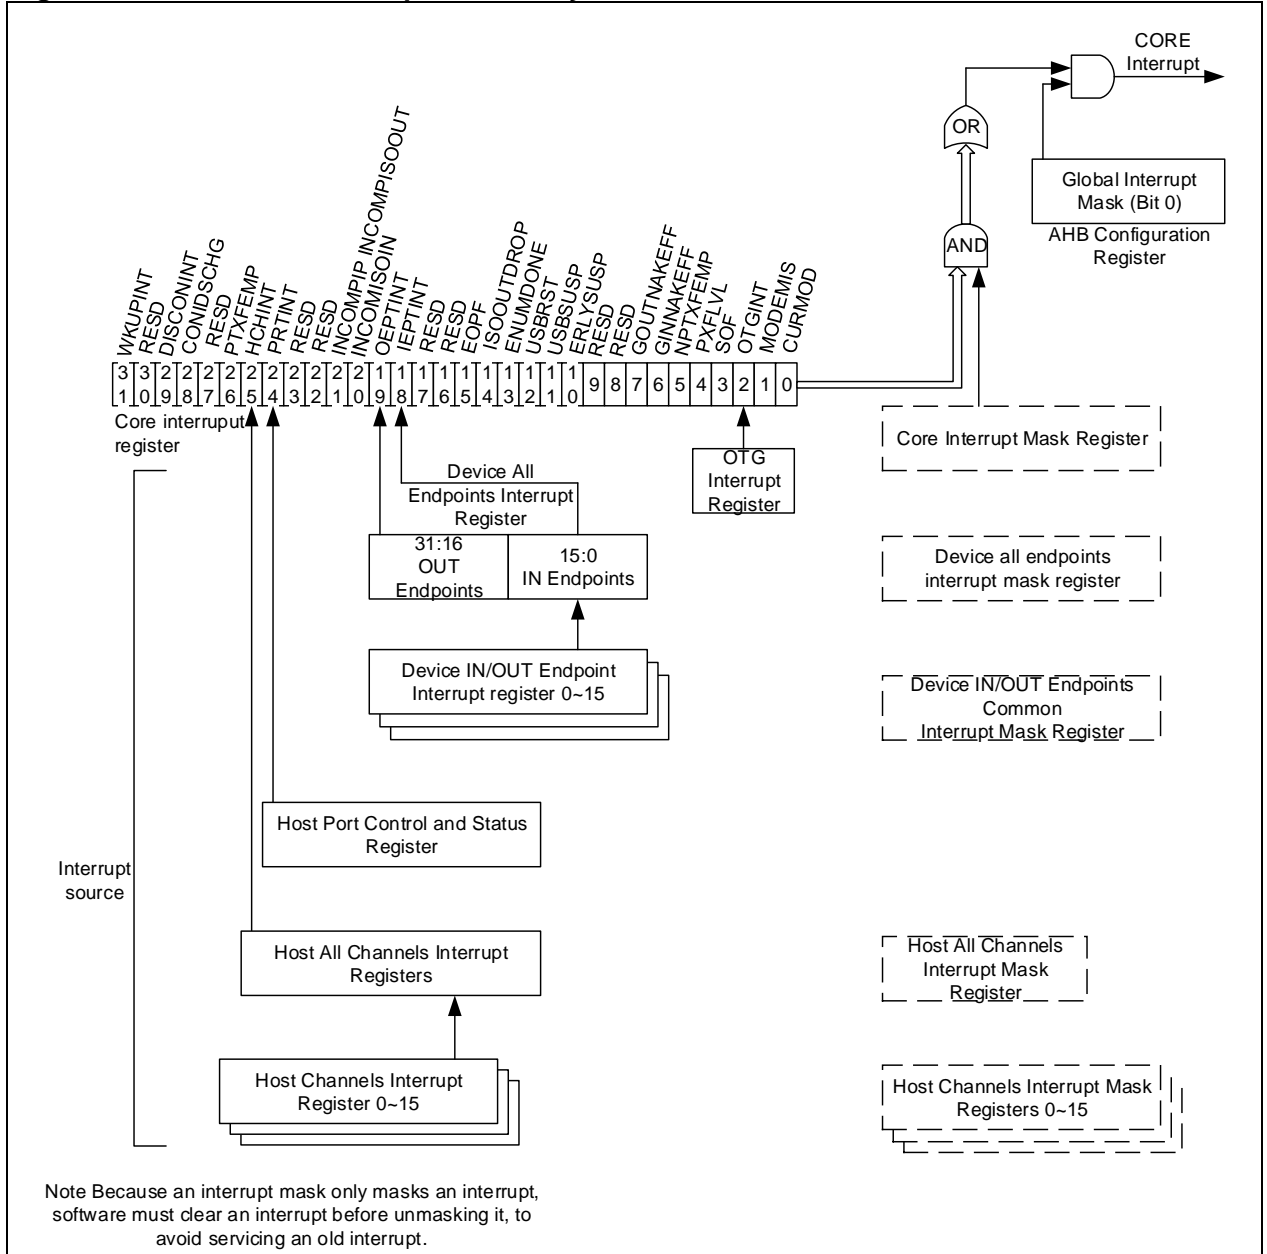 CORE
Interrupt
OR
Global Interrupt
Mask (Bit 0)
AHB Configuration
Register
AND
WKUPINT
RESD
DISCONINT
CONIDSCHG
RESD
PTXFEMP
HCHINT
PRTINT
RESD
RESD
INCOMPIP INCOMPISOOUT
INCOMISOIN
OEPTINT
IEPTINT
RESD
RESD
EOPF
ISOOUTDROP
ENUMDONE
USBRST
USBSUSP
ERLYSUSP
RESD
RESD
GOUTNAKEFF
GINNAKEFF
NPTXFEMP
PXFLVL
SOF
OTGINT
MODEMIS
CURMOD
31 30 29 28 27 26 25 24 23 22 21 20 19 18 17 16 15 14 13 12 11 10 9 8 7 6 5 4 3 2 1 0
Core interruput
register
Core Interrupt Mask Register
OTG
Interrupt
Register
Device All
Endpoints Interrupt
Register
31:16
OUT
Endpoints
15:0
IN Endpoints
Device all endpoints
interrupt mask register
Device IN/OUT Endpoint
Interrupt register 0~15
Device IN/OUT Endpoints
Common
Interrupt Mask Register
Host Port Control and Status
Register
Interrupt
source
Host All Channels Interrupt
Registers
Host All Channels
Interrupt Mask
Register
Host Channels Interrupt
Register 0~15
Host Channels Interrupt Mask
Registers 0~15
Note Because an interrupt mask only masks an interrupt,
software must clear an interrupt before unmasking it, to
avoid servicing an old interrupt.